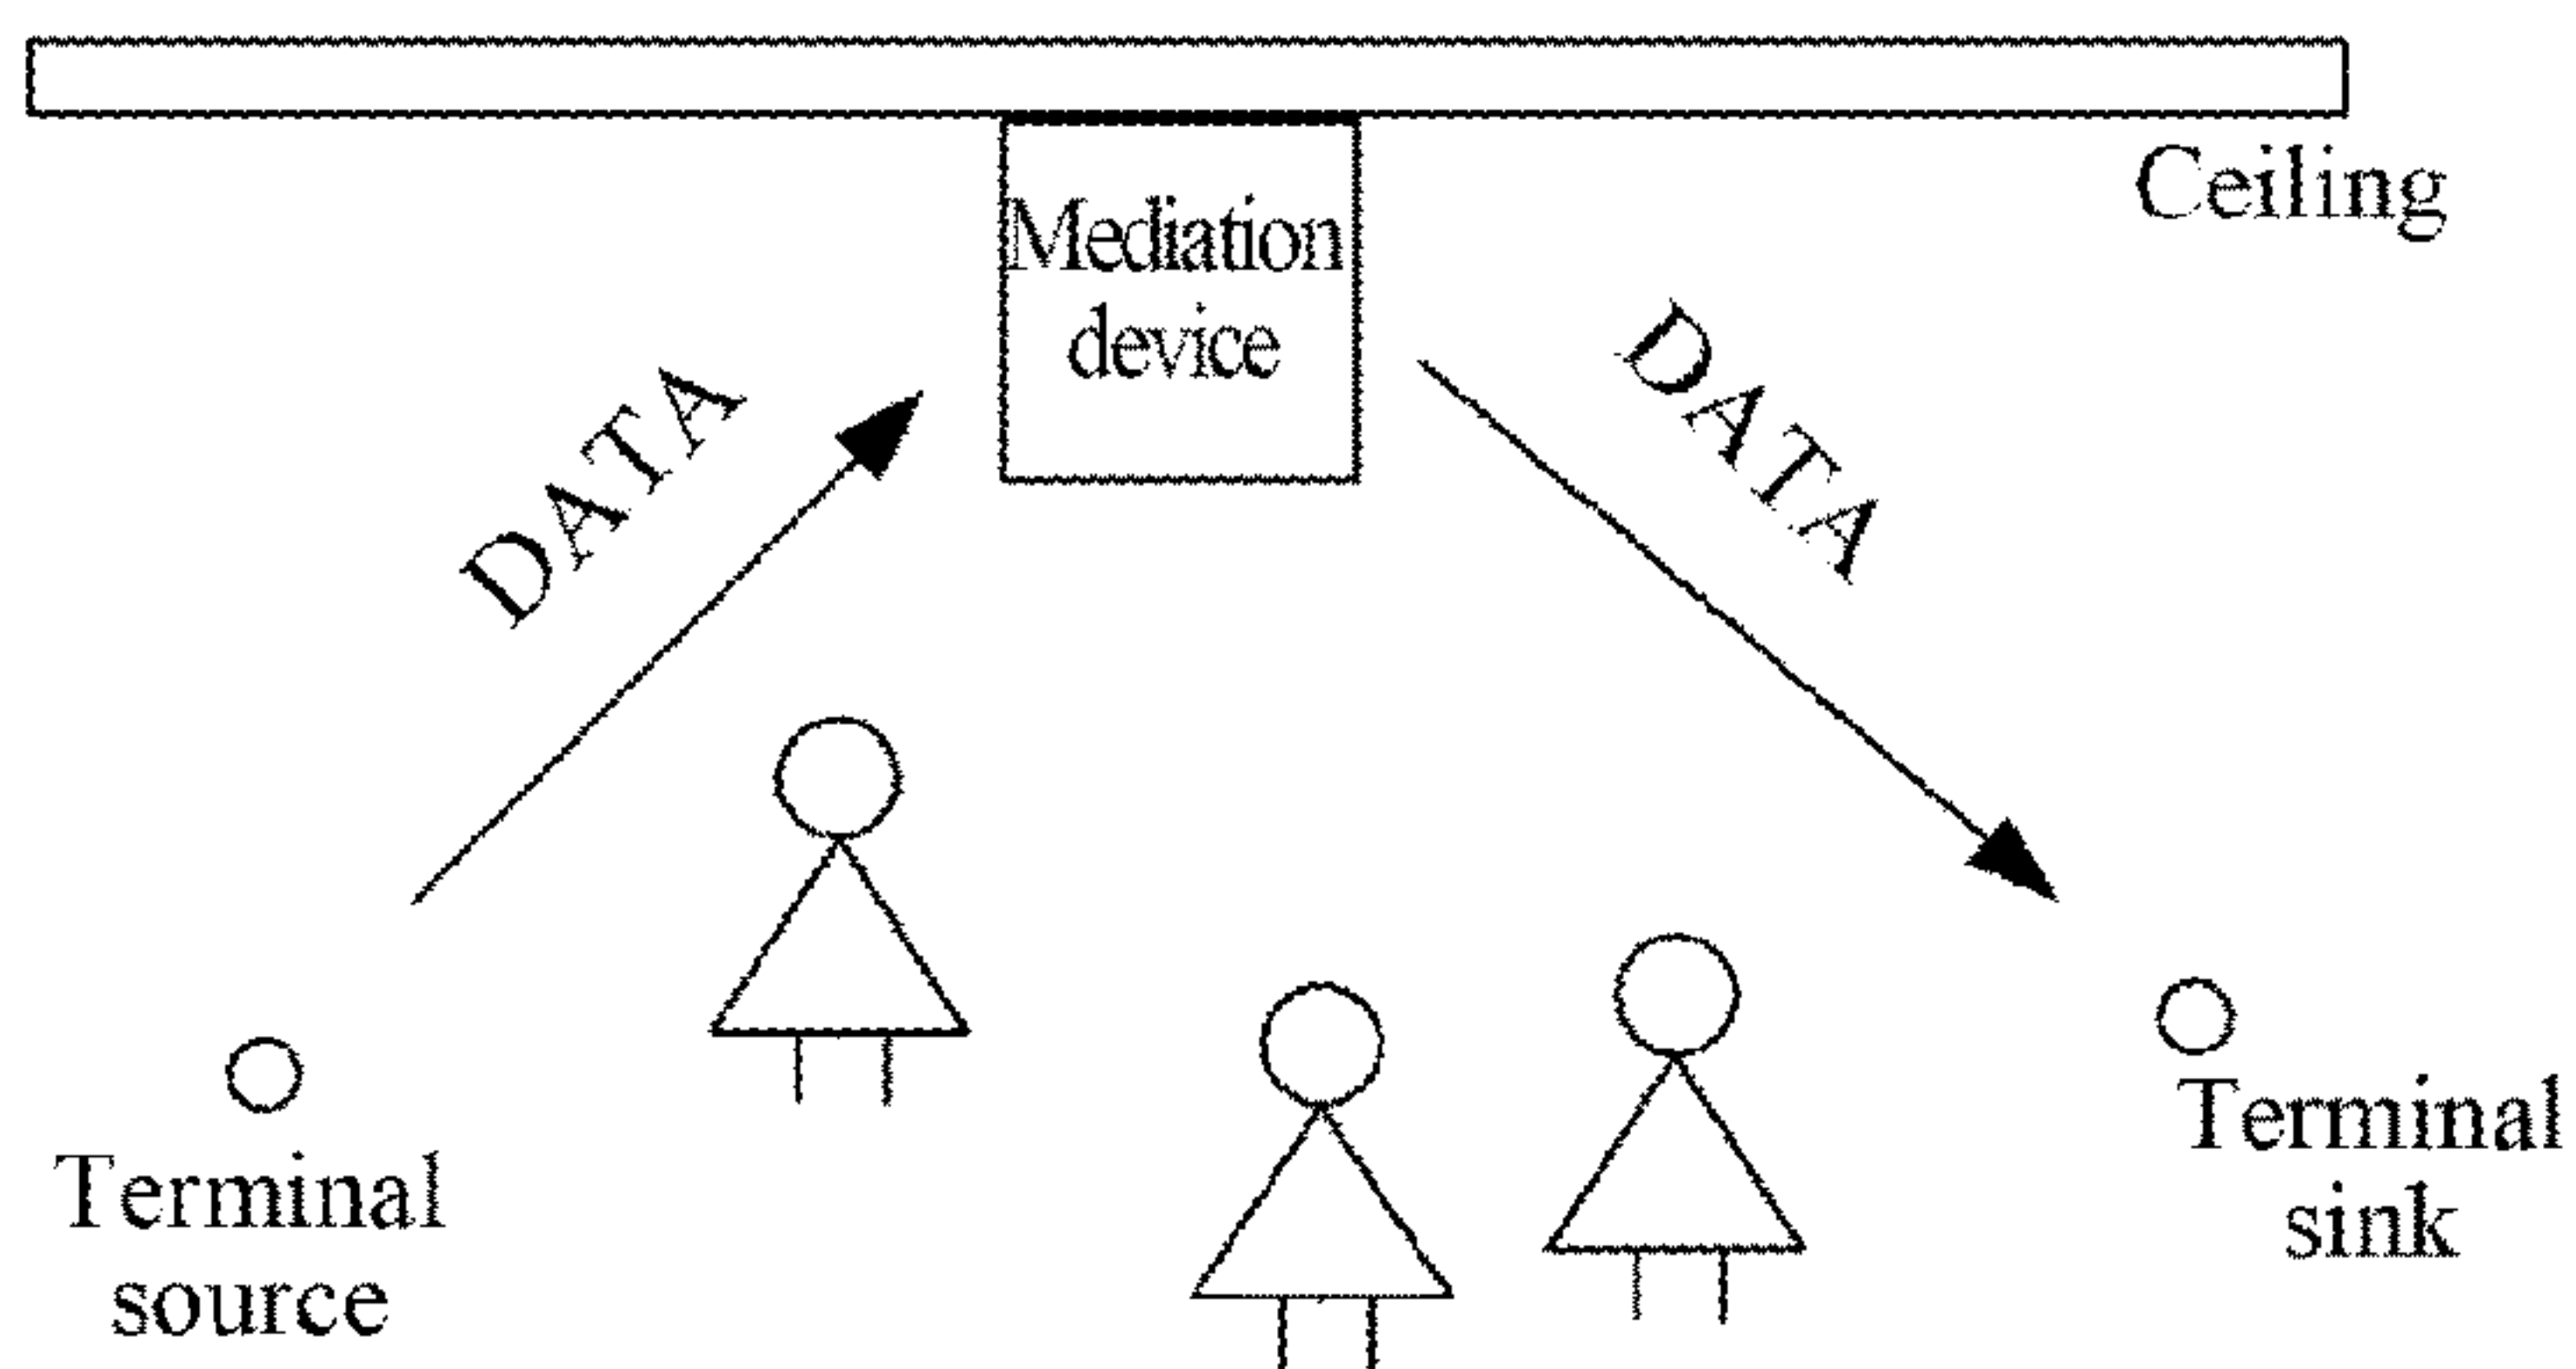 Ceiling
Mediation
device
DATA
DATA
Terminal
source
Terminal
sink